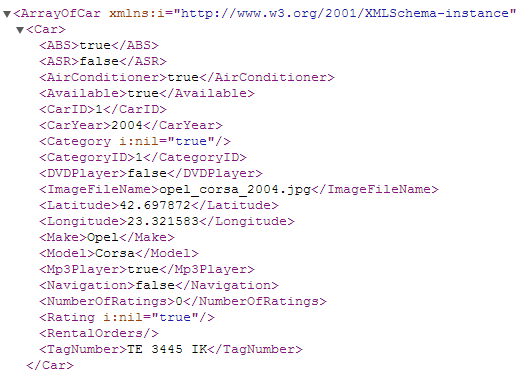 ▼<ArrayOfCar xmlns:i="http://www.w3.org/2001/XMLSchema-instance"
▼<Car>
<ABS>true</ABS>
<ASR>false</ASR>
<AirConditioner>true</AirConditioner>
<Available>true</Available>
<CarID>1</CarID>
<CarYear>2004</CarYear>
<Category i:nil="true"/>
<CategoryID>1</CategoryID>
<DVDPlayer>false</DVDPlayer>
<ImageFileName>opel_corsa_2004.jpg</ImageFileName>
<Latitude>42.697872</Latitude>
<Longitude>23.321583</Longitude>
<Make>Opel</Make>
<Model>Corsa</Model>
<Mp3Player>true</Mp3Player>
<Navigation>false</Navigation>
<NumberOfRatings>0</NumberOfRatings>
<Rating i:nil="true"/>
<RentalOrders/>
<TagNumber>TE 3445 IK</TagNumber>
</Car>